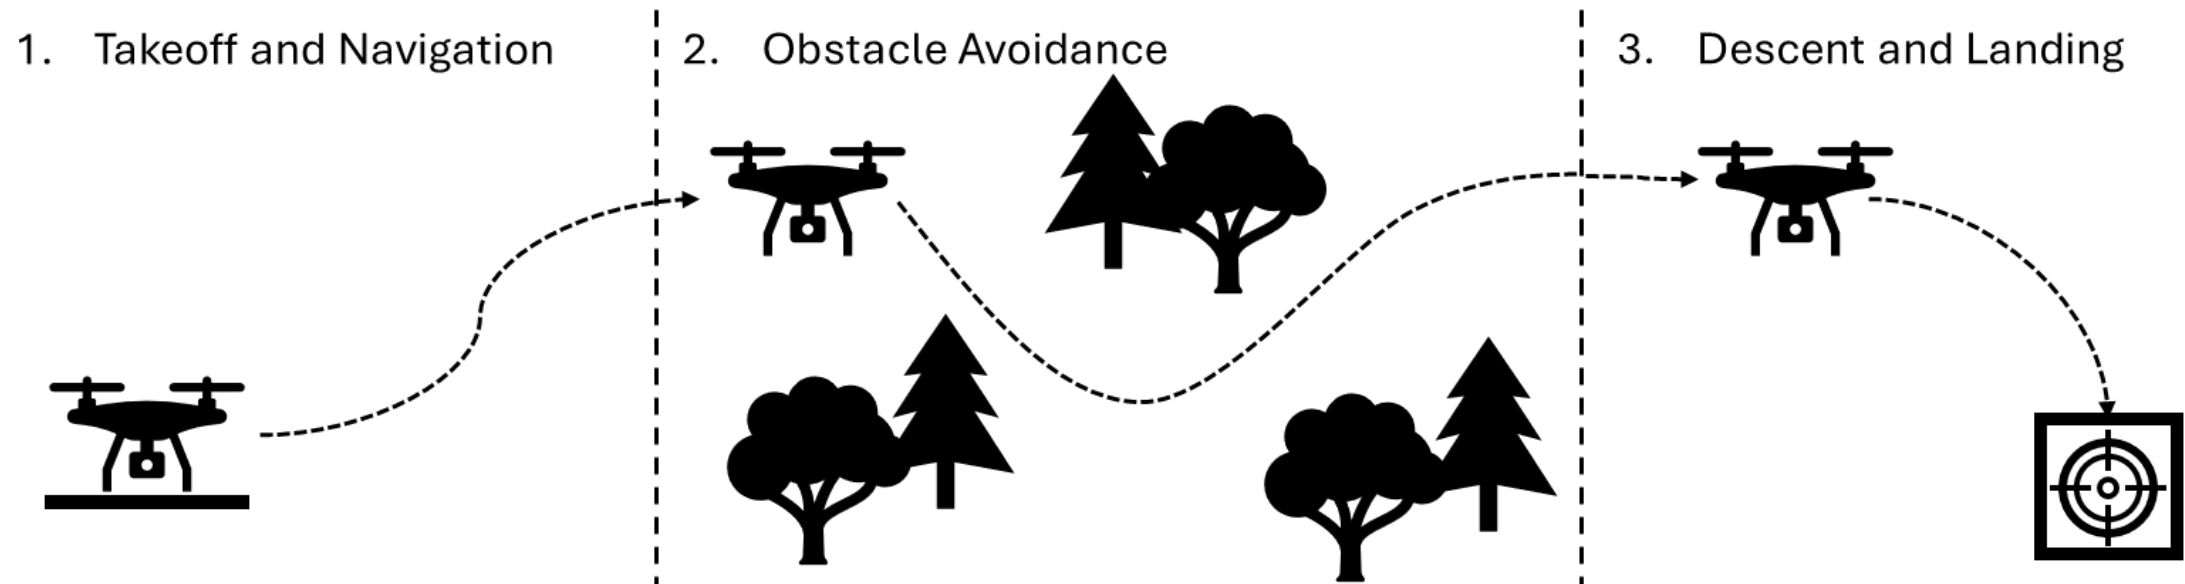 1. Takeoff and Navigation
2. Obstacle Avoidance
3. Descent and Landing